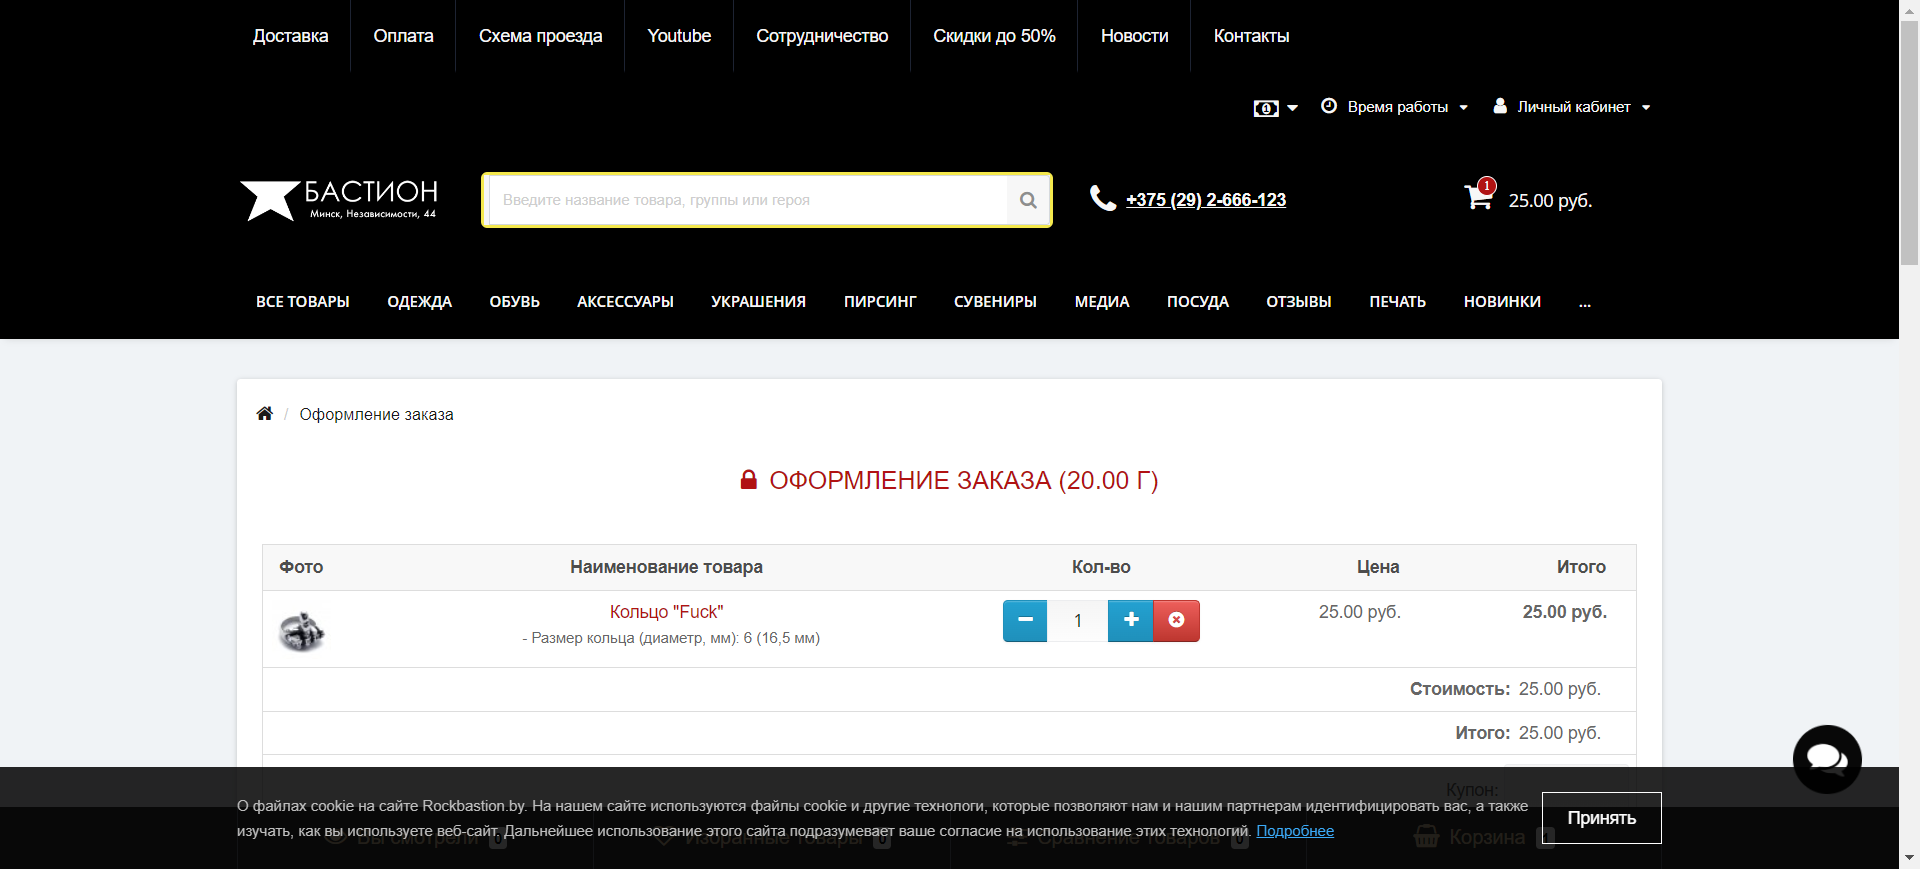 Доставка Оплата Схема проезда Youtube Сотрудничество Скидки до 50% Новости Контакты
Время работы Личный кабинет
БАСТИОН
Минск, Независимости, 44
Введите название товара, группы или героя
+375 (29) 2-666-123
1
25.00 руб.
ВСЕ ТОВАРЫ ОДЕЖДА ОБУВЬ АКСЕССУАРЫ УКРАШЕНИЯ ПИРСИНГ СУВЕНИРЫ МЕДИА ПОСУДА ОТЗЫВЫ ПЕЧАТЬ НОВИНКИ ...
/ Оформление заказа
ОФОРМЛЕНИЕ ЗАКАЗА (20.00 Г)
Фото Наименование товара Кол-во Цена Итого
Кольцо "Fuck" 1 25.00 руб. 25.00 руб.
- Размер кольца (диаметр, мм): 6 (16,5 мм)
Стоимость: 25.00 руб.
Итого: 25.00 руб.
Купон:
О файлах cookie на сайте Rockbastion.by. На нашем сайте используются файлы cookie и другие технологи, которые позволяют нам и нашим партнерам идентифицировать вас, а также
изучать, как вы используете веб-сайт. Дальнейшее использование этого сайта подразумевает ваше согласие на использование этих технологий. Подробнее
Принять
Вы смотрели 0 Избранные товары 0 Сравнение товаров 0 Корзина 1